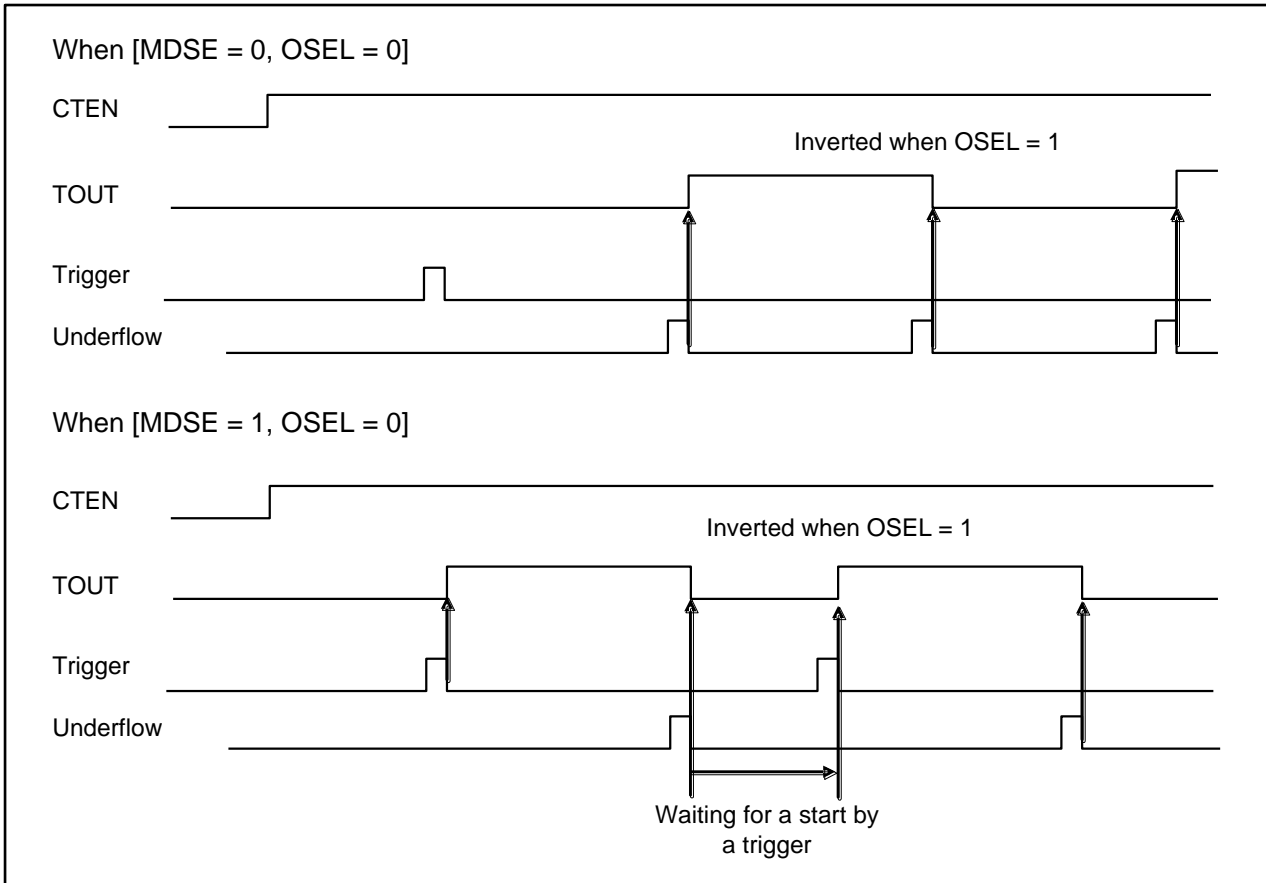 When [MDSE = 0, OSEL = 0]
CTEN
Inverted when OSEL = 1
TOUT
Trigger
Underflow
When [MDSE = 1, OSEL = 0]
CTEN
Inverted when OSEL = 1
TOUT
Trigger
Underflow
Waiting for a start by
a trigger